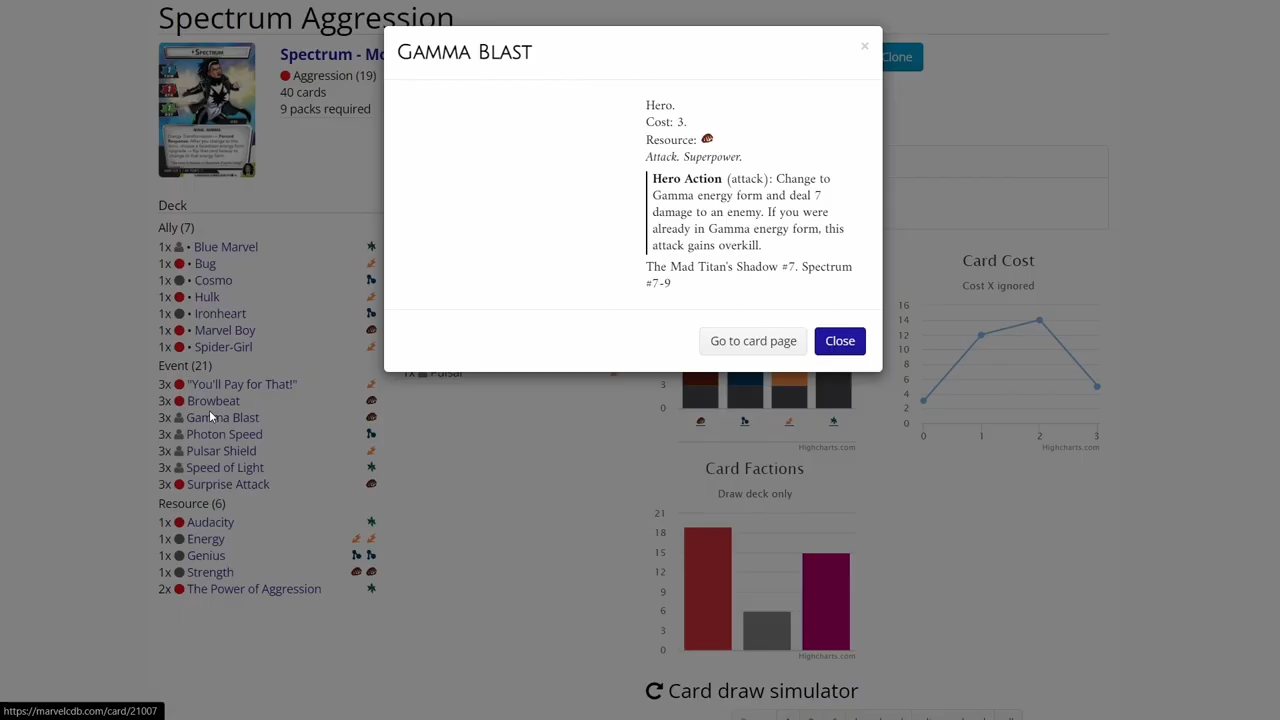 Spectrum Aggression
GAMMA BLAST
×
Spectrum - Mo
Clone
Aggression (19)
40 cards
9 packs required
SPECTRUM
Hero.
Cost: 3.
Resource:
Attack. Superpower.
Hero Action (attack): Change to
Gamma energy form and deal 7
damage to an enemy. If you were
already in Gamma energy form, this
attack gains overkill.
The Mad Titan's Shadow #7. Spectrum
#7-9
Go to card page
Close
Deck
Ally (7)
1x • Blue Marvel
1x • Bug
1x • Cosmo
1x • Hulk
1x • Ironheart
1x • Marvel Boy
1x • Spider-Girl
Event (21)
3x "You'll Pay for That!"
3x Browbeat
3x Gamma Blast
3x Photon Speed
3x Pulsar Shield
3x Speed of Light
3x Surprise Attack
Resource (6)
1x Audacity
1x Energy
1x Genius
1x Strength
2x The Power of Aggression
1x Pulsar
3
0
Highcharts.com
Card Cost
Cost X ignored
16
14
12
10
8
6
4
2
0
0 1 2 3
Highcharts.com
Card Factions
Draw deck only
21
18
15
12
9
6
3
0
Highcharts.com
Card draw simulator
https://marvelcdb.com/card/21007